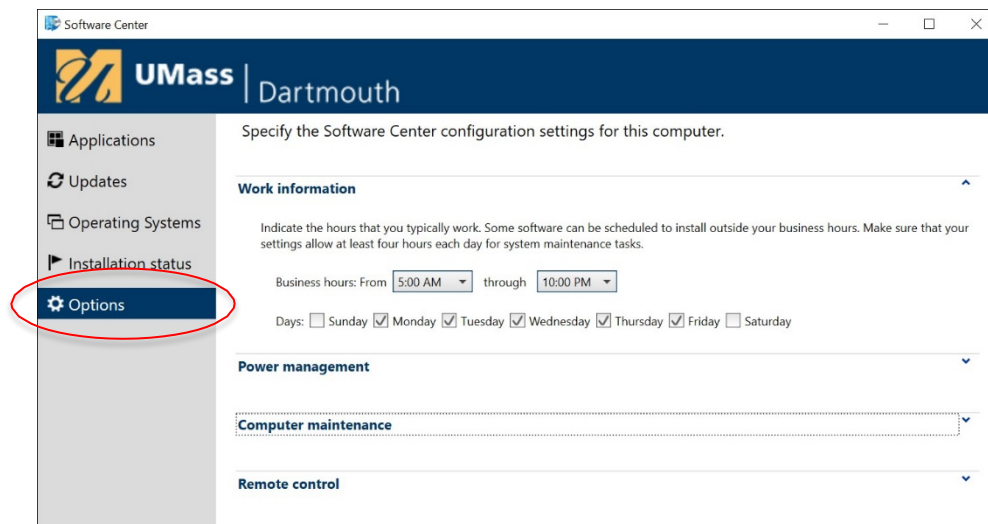 Software Center
UMass
Dartmouth
Applications
Updates
Operating Systems
Installation status
Options
Specify the Software Center configuration settings for this computer.
Work information
Indicate the hours that you typically work. Some software can be scheduled to install outside your business hours. Make sure that your
settings allow at least four hours each day for system maintenance tasks.
Business hours: From 5:00 AM through 10:00 PM
Days: Sunday Monday Tuesday Wednesday Thursday Friday Saturday
Power management
Computer maintenance
Remote control